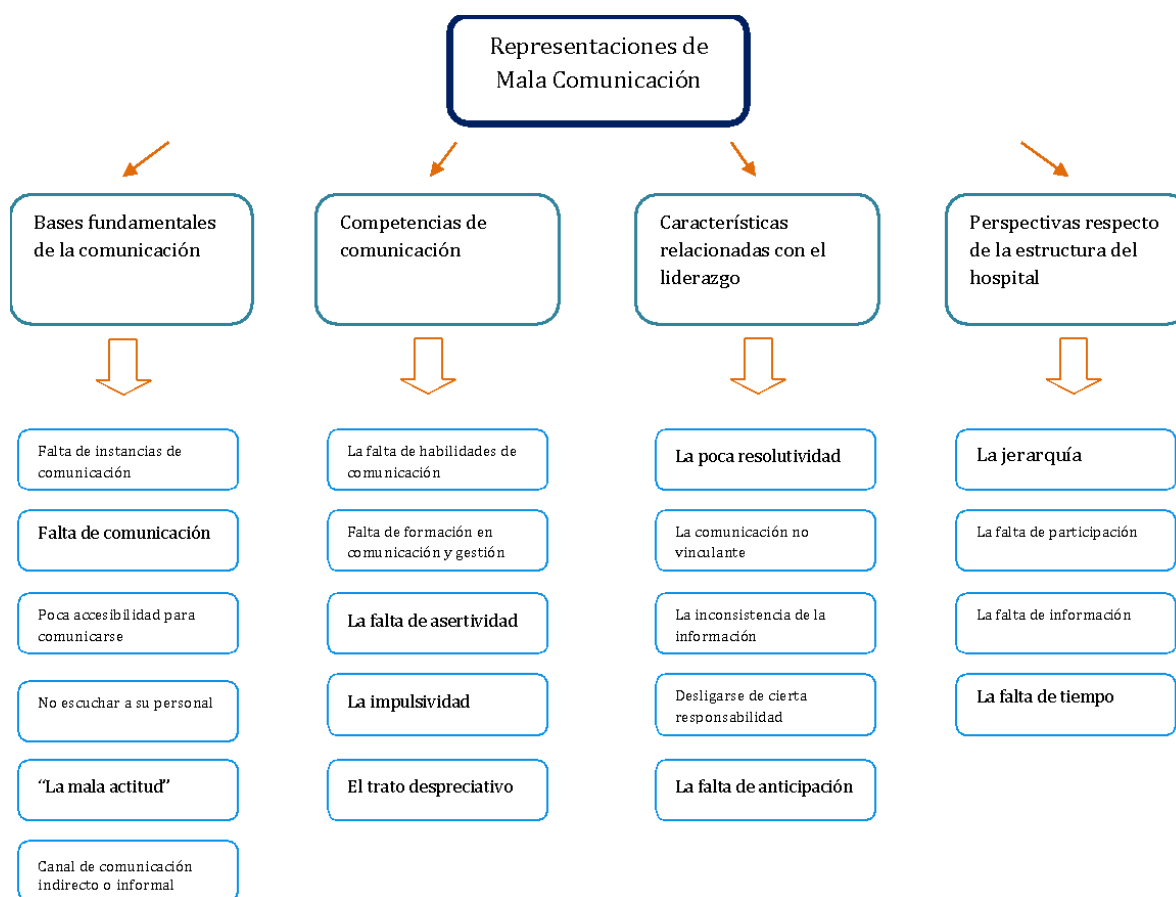 Representaciones de
Mala Comunicación
Bases fundamentales
de la comunicación
Competencias de
comunicación
Características
relacionadas con el
liderazgo
Perspectivas respecto
de la estructura del
hospital
Falta de instancias de
comunicación
Falta de comunicación
Poca accesibilidad para
comunicarse
No escuchar a su personal
“La mala actitud”
Canal de comunicación
indirecto o informal
La falta de habilidades de
comunicación
Falta de formación en
comunicación y gestión
La falta de asertividad
La impulsividad
El trato despreciativo
La poca resolutividad
La comunicación no
vinculante
La inconsistencia de la
información
Desligarse de cierta
responsabilidad
La falta de anticipación
La jerarquía
La falta de participación
La falta de información
La falta de tiempo